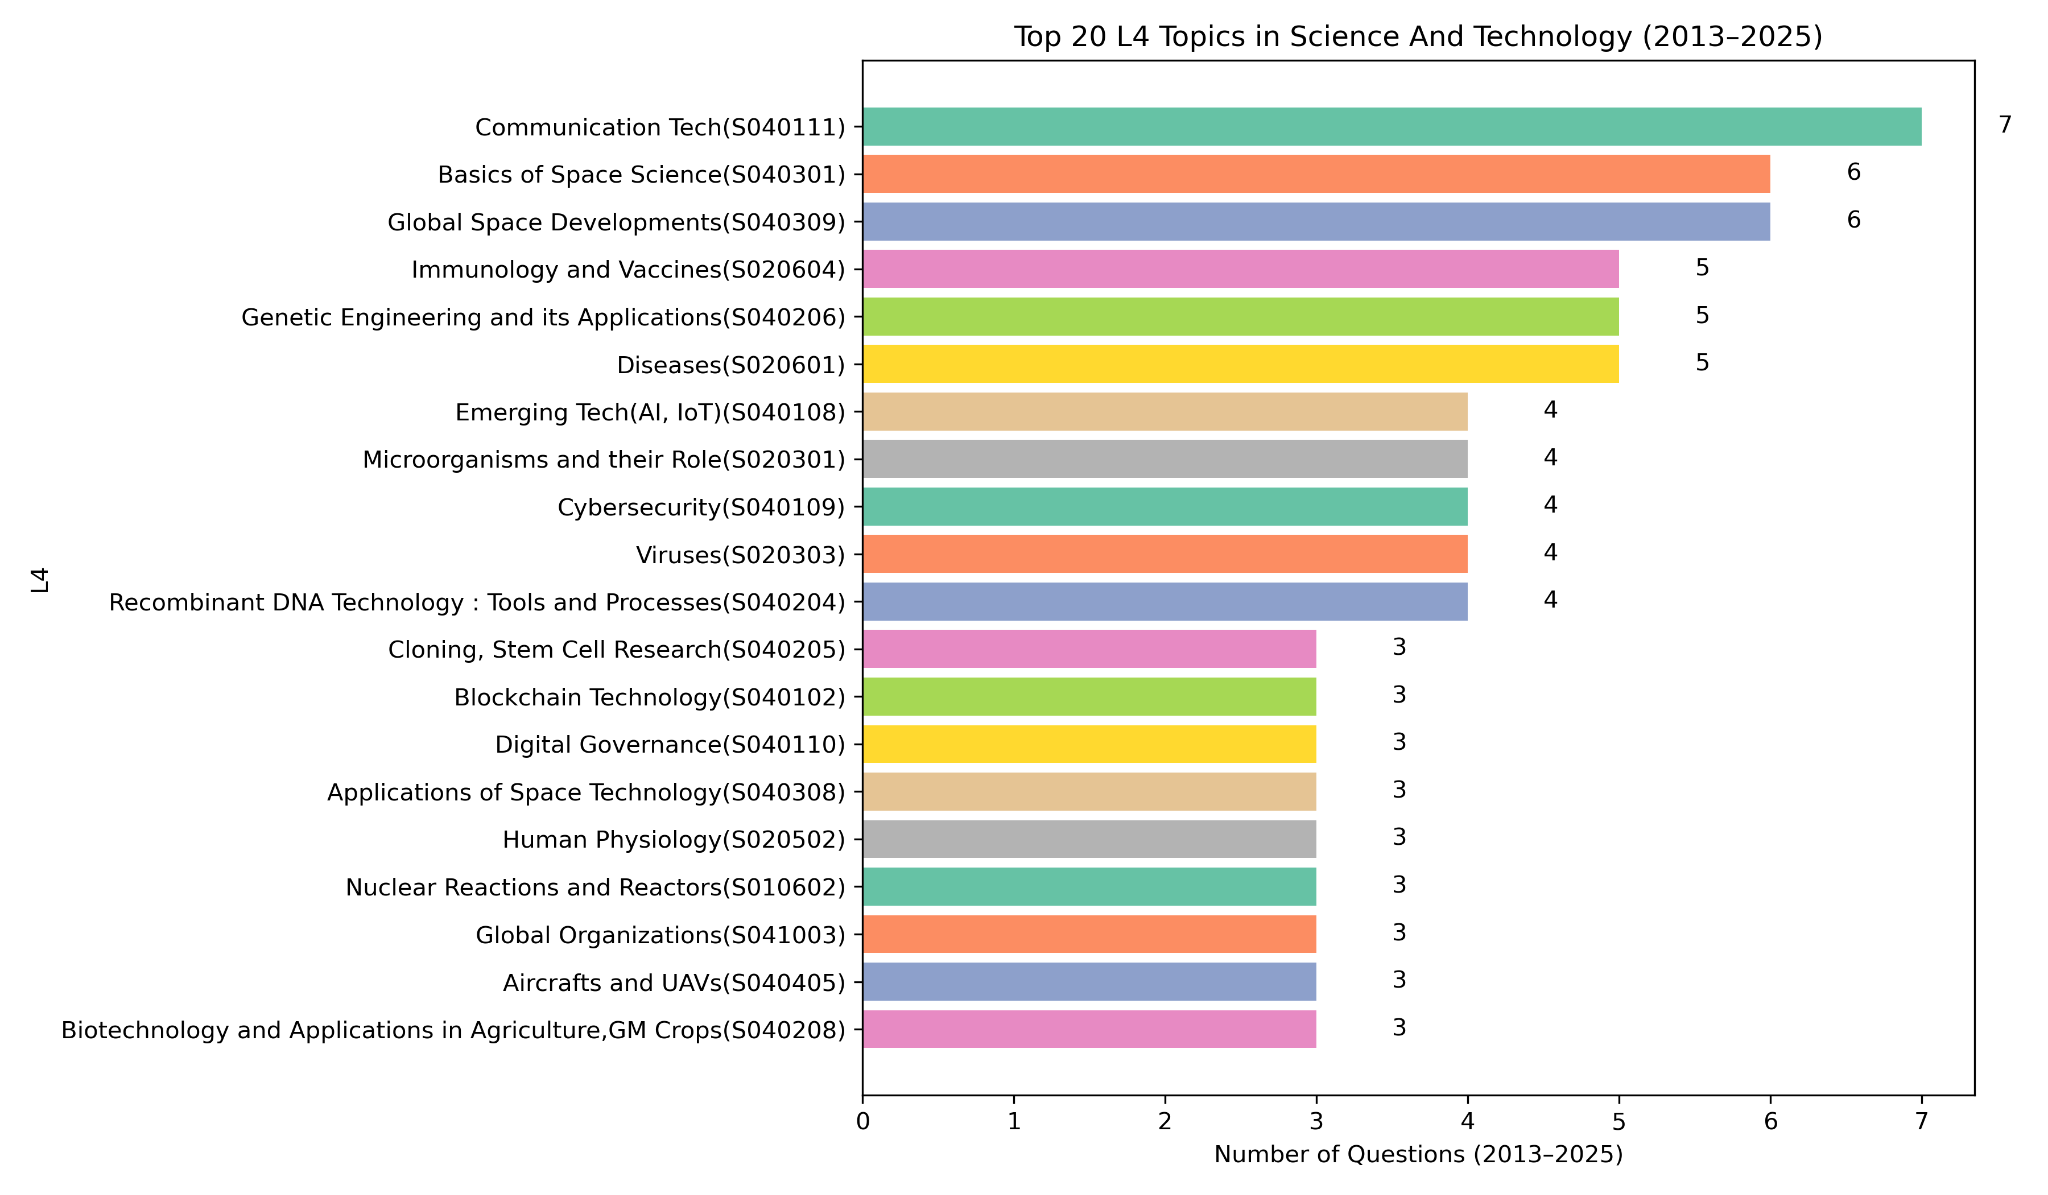 Top 20 L4 Topics in Science And Technology (2013–2025)
Communication Tech(S040111) 7
Basics of Space Science(S040301) 6
Global Space Developments(S040309) 6
Immunology and Vaccines(S020604) 5
Genetic Engineering and its Applications(S040206) 5
Diseases(S020601) 5
Emerging Tech(AI, IoT)(S040108) 4
Microorganisms and their Role(S020301) 4
Cybersecurity(S040109) 4
Viruses(S020303) 4
L4
Recombinant DNA Technology : Tools and Processes(S040204) 4
Cloning, Stem Cell Research(S040205) 3
Blockchain Technology(S040102) 3
Digital Governance(S040110) 3
Applications of Space Technology(S040308) 3
Human Physiology(S020502) 3
Nuclear Reactions and Reactors(S010602) 3
Global Organizations(S041003) 3
Aircrafts and UAVs(S040405) 3
Biotechnology and Applications in Agriculture,GM Crops(S040208) 3
0 1 2 3 4 5 6 7
Number of Questions (2013–2025)